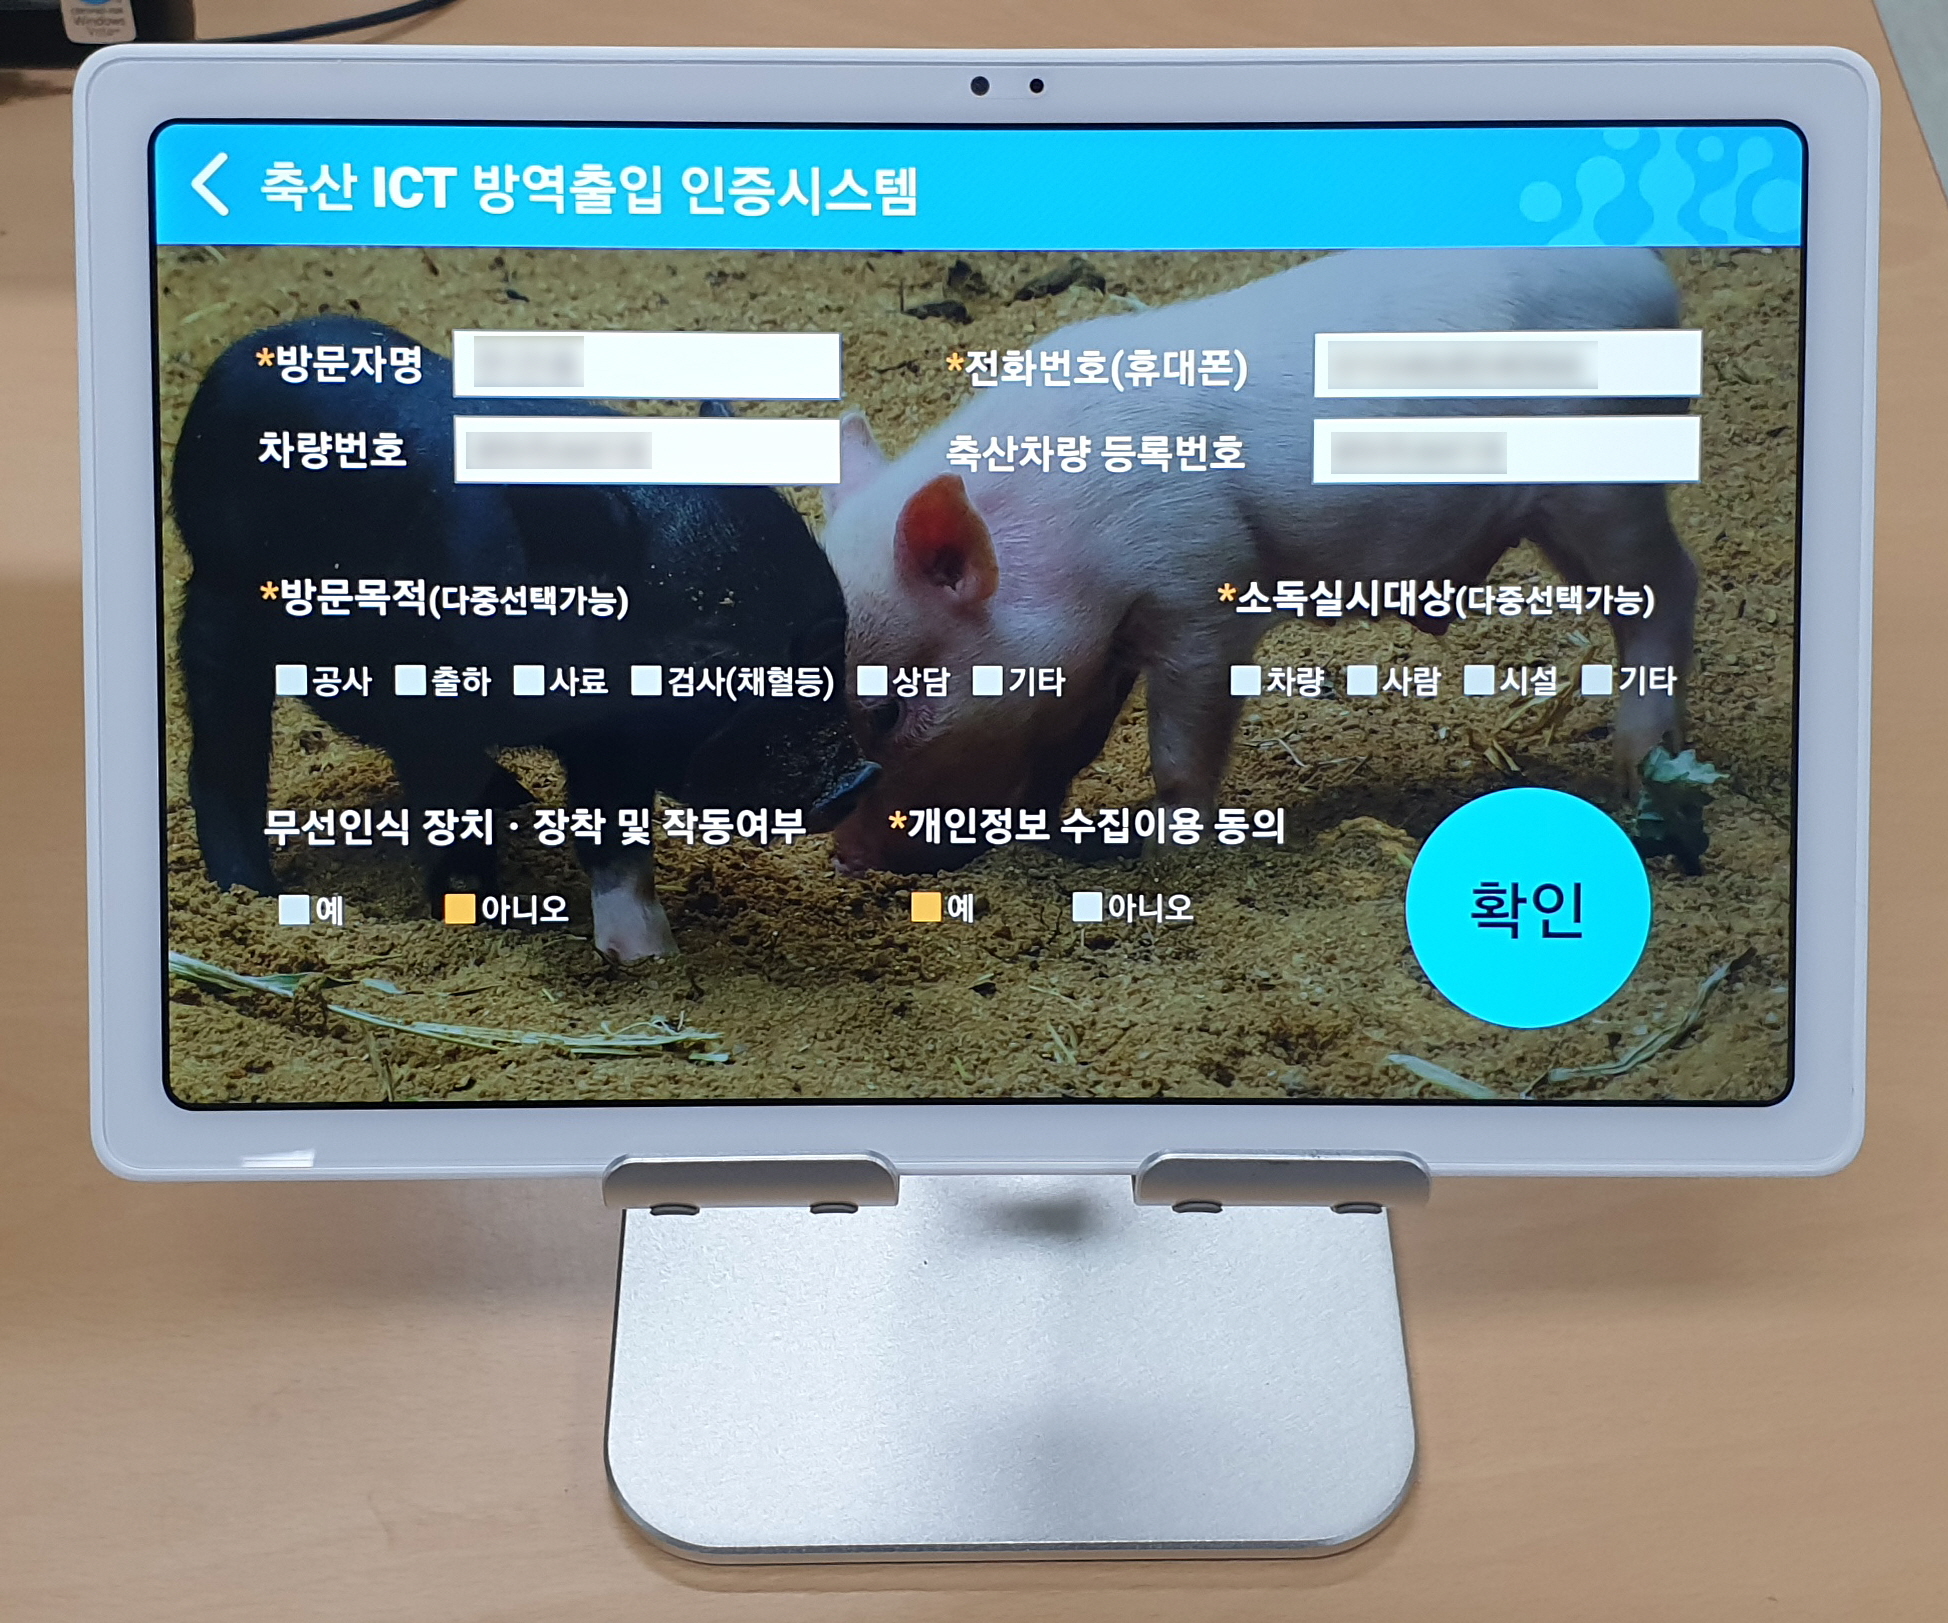 Windows
Vista
축산 ICT 방역출입 인증시스템
*방문자명
*전화번호(휴대폰)
차량번호
축산차량 등록번호
*방문목적(다중선택가능)
*소독실시대상(다중선택가능)
공사 출하 사료 검사(채혈등) 상담 기타
차량 사람 시설 기타
무선인식 장치 · 장착 및 작동여부
*개인정보 수집이용 동의
예 아니오
예 아니오
확인